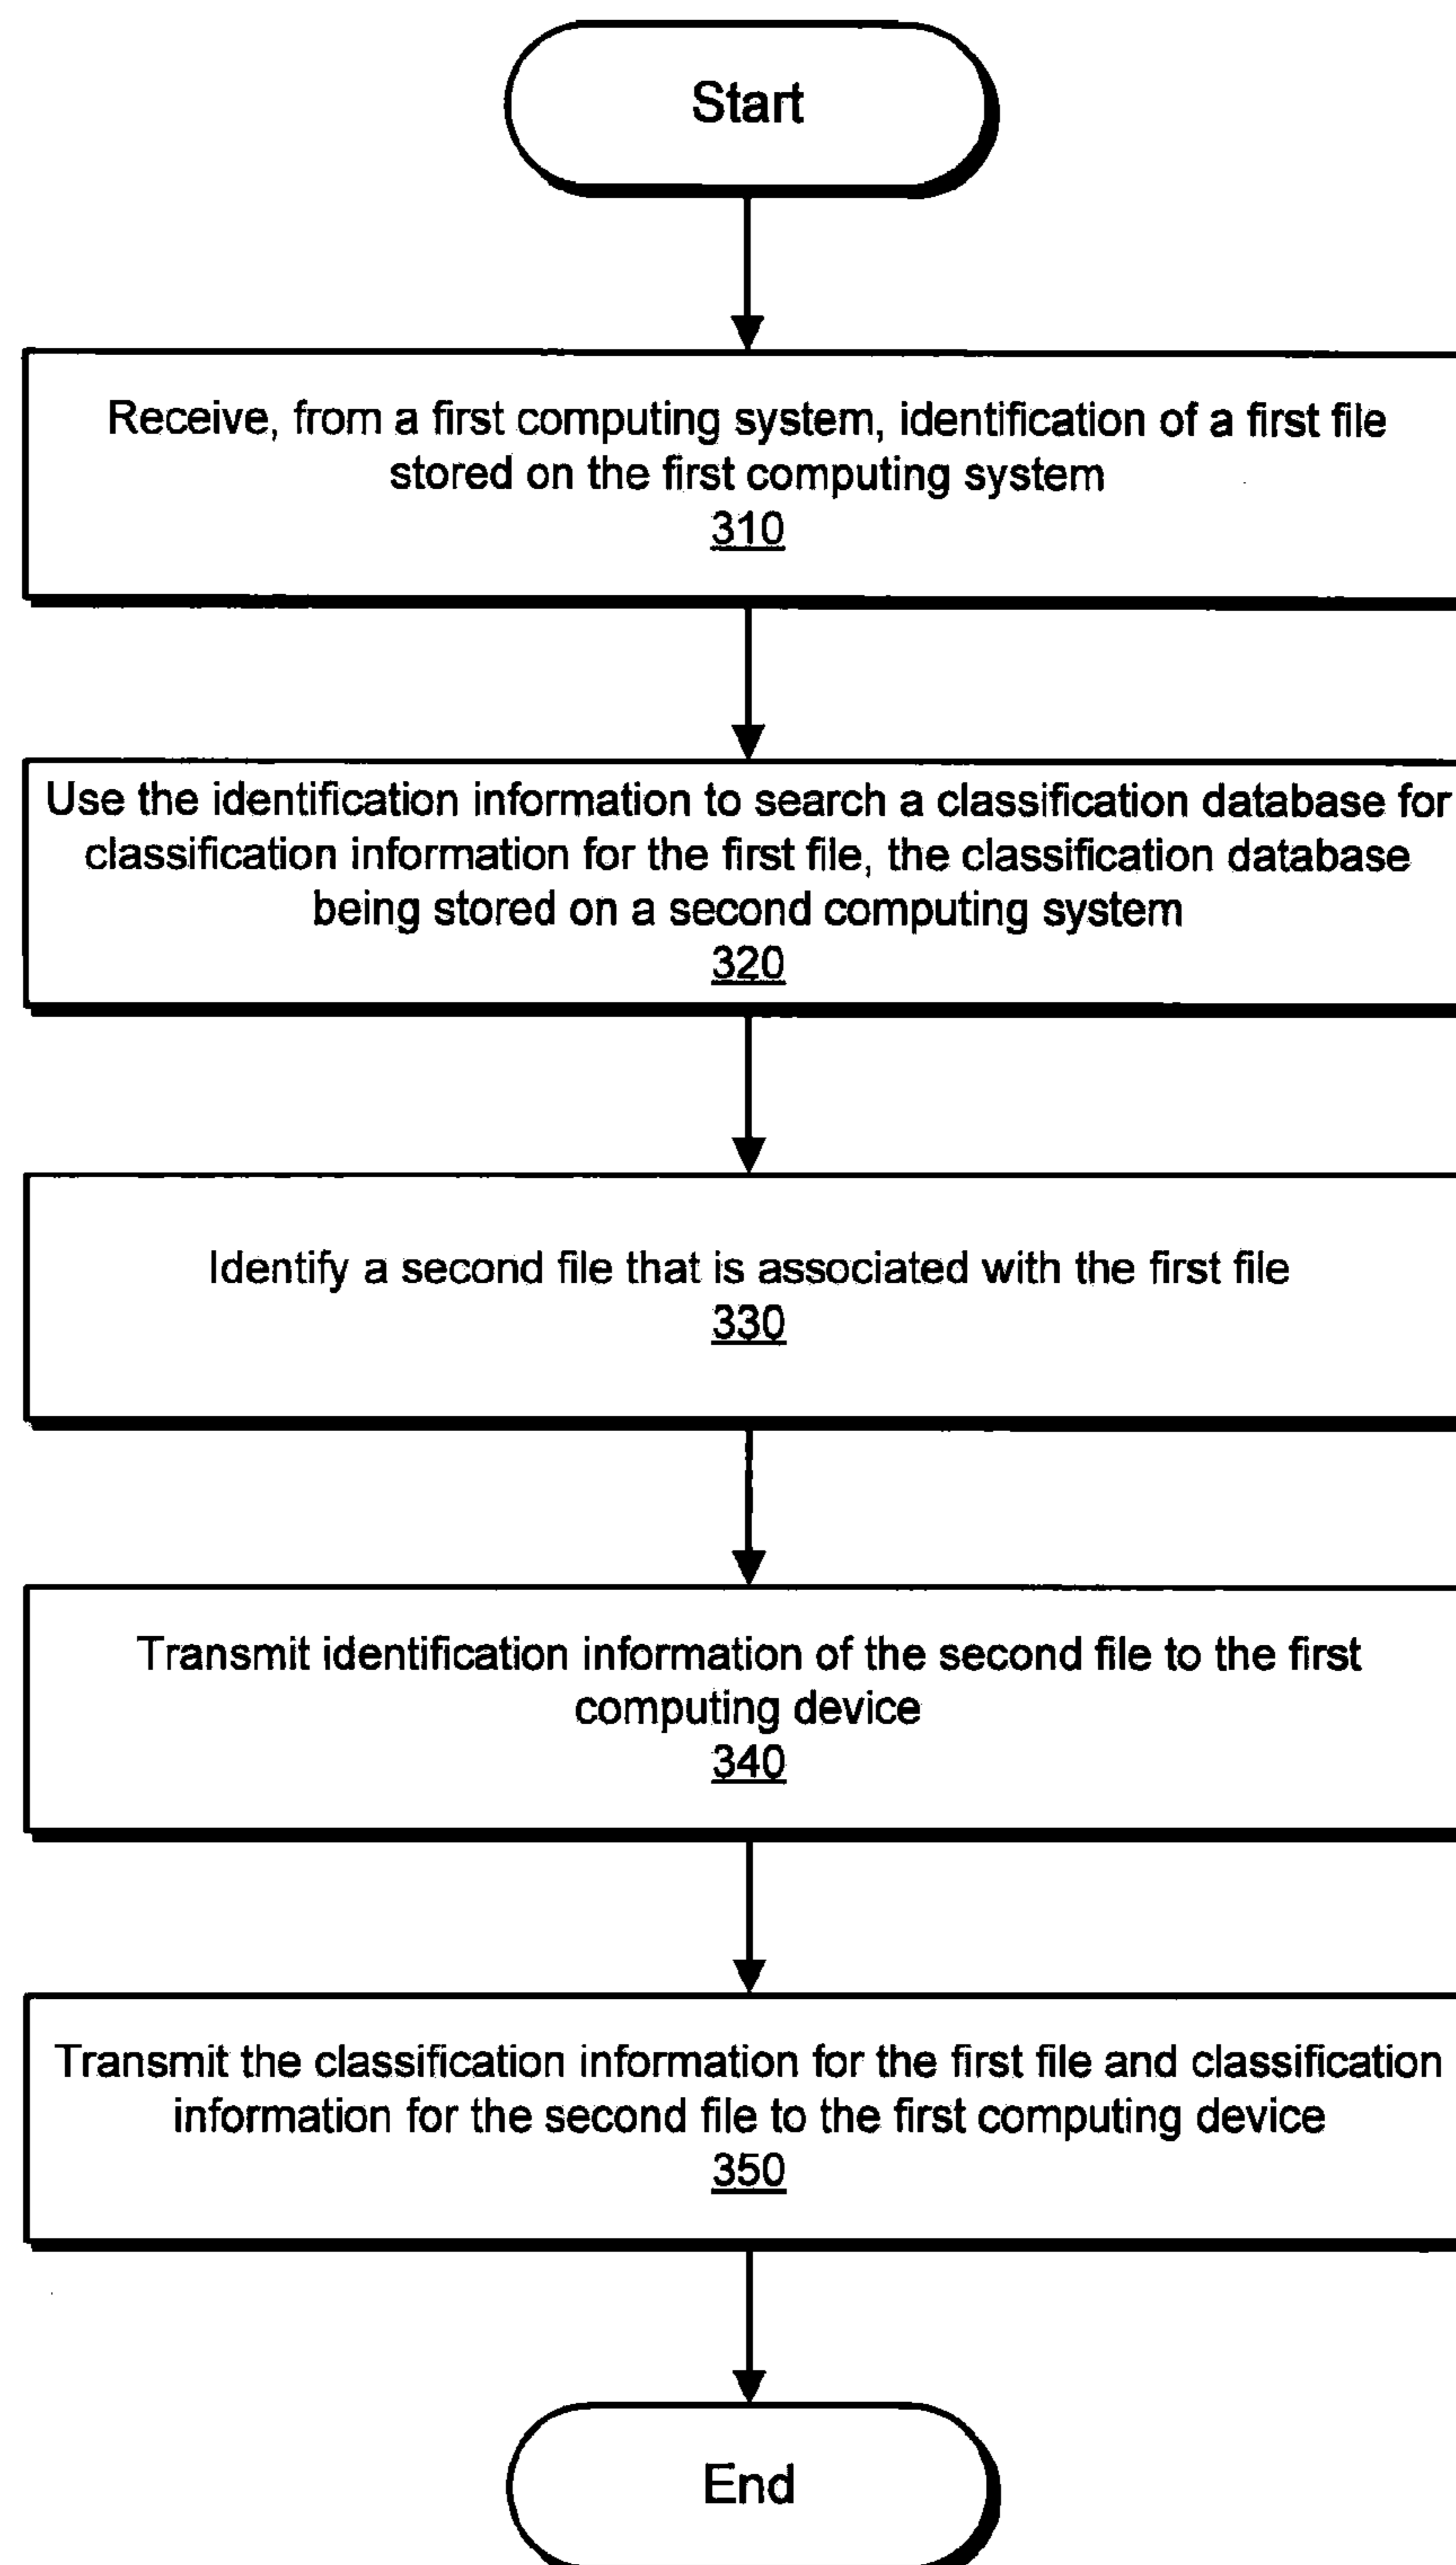 Start
Receive, from a first computing system, identification of a first file
stored on the first computing system
310
Use the identification information to search a classification database for
classification information for the first file, the classification database
being stored on a second computing system
320
Identify a second file that is associated with the first file
330
Transmit identification information of the second file to the first
computing device
340
Transmit the classification information for the first file and classification
information for the second file to the first computing device
350
End